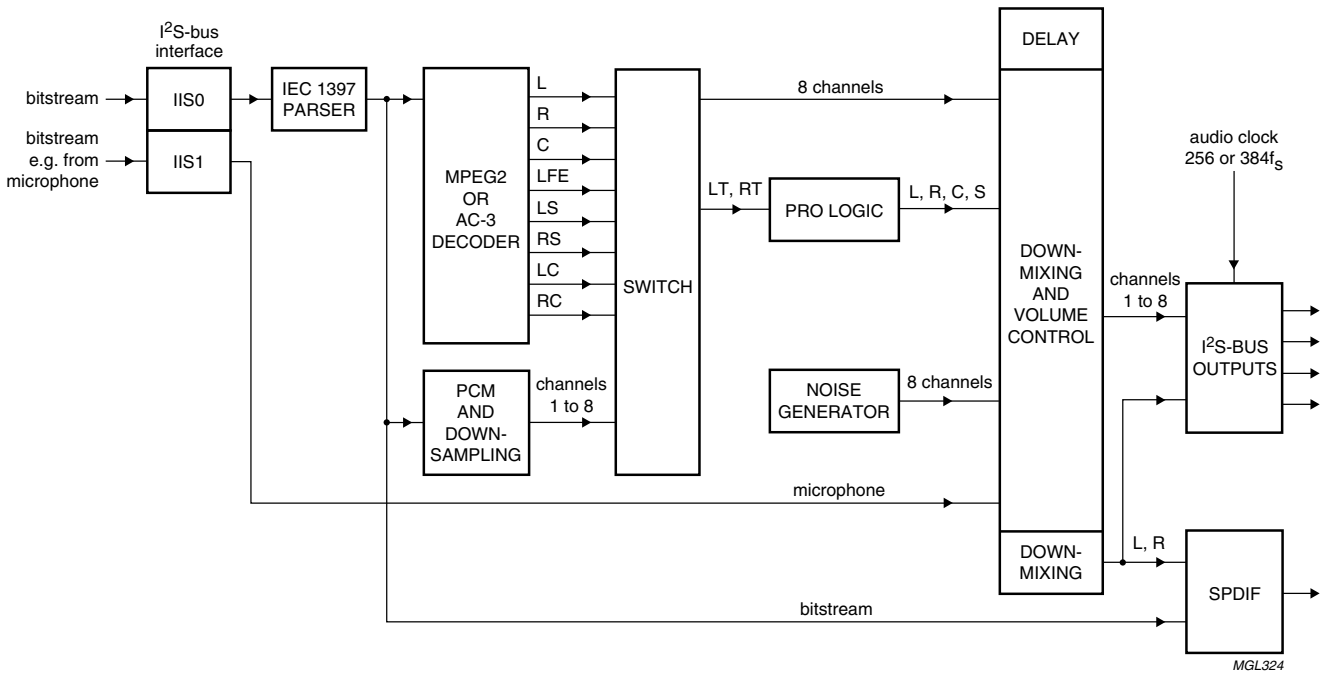 I²S-bus
interface
bitstream
IIS0
bitstream
e.g. from
microphone
IIS1
IEC 1397
PARSER
MPEG2
OR
AC-3
DECODER
L
R
C
LFE
LS
RS
LC
RC
PCM
AND
DOWN-
SAMPLING
channels
1 to 8
SWITCH
8 channels
LT, RT
PRO LOGIC
L, R, C, S
NOISE
GENERATOR
8 channels
microphone
bitstream
DELAY
DOWN-
MIXING
AND
VOLUME
CONTROL
DOWN-
MIXING
channels
1 to 8
L, R
audio clock
256 or 384fs
I²S-BUS
OUTPUTS
SPDIF
MGL324